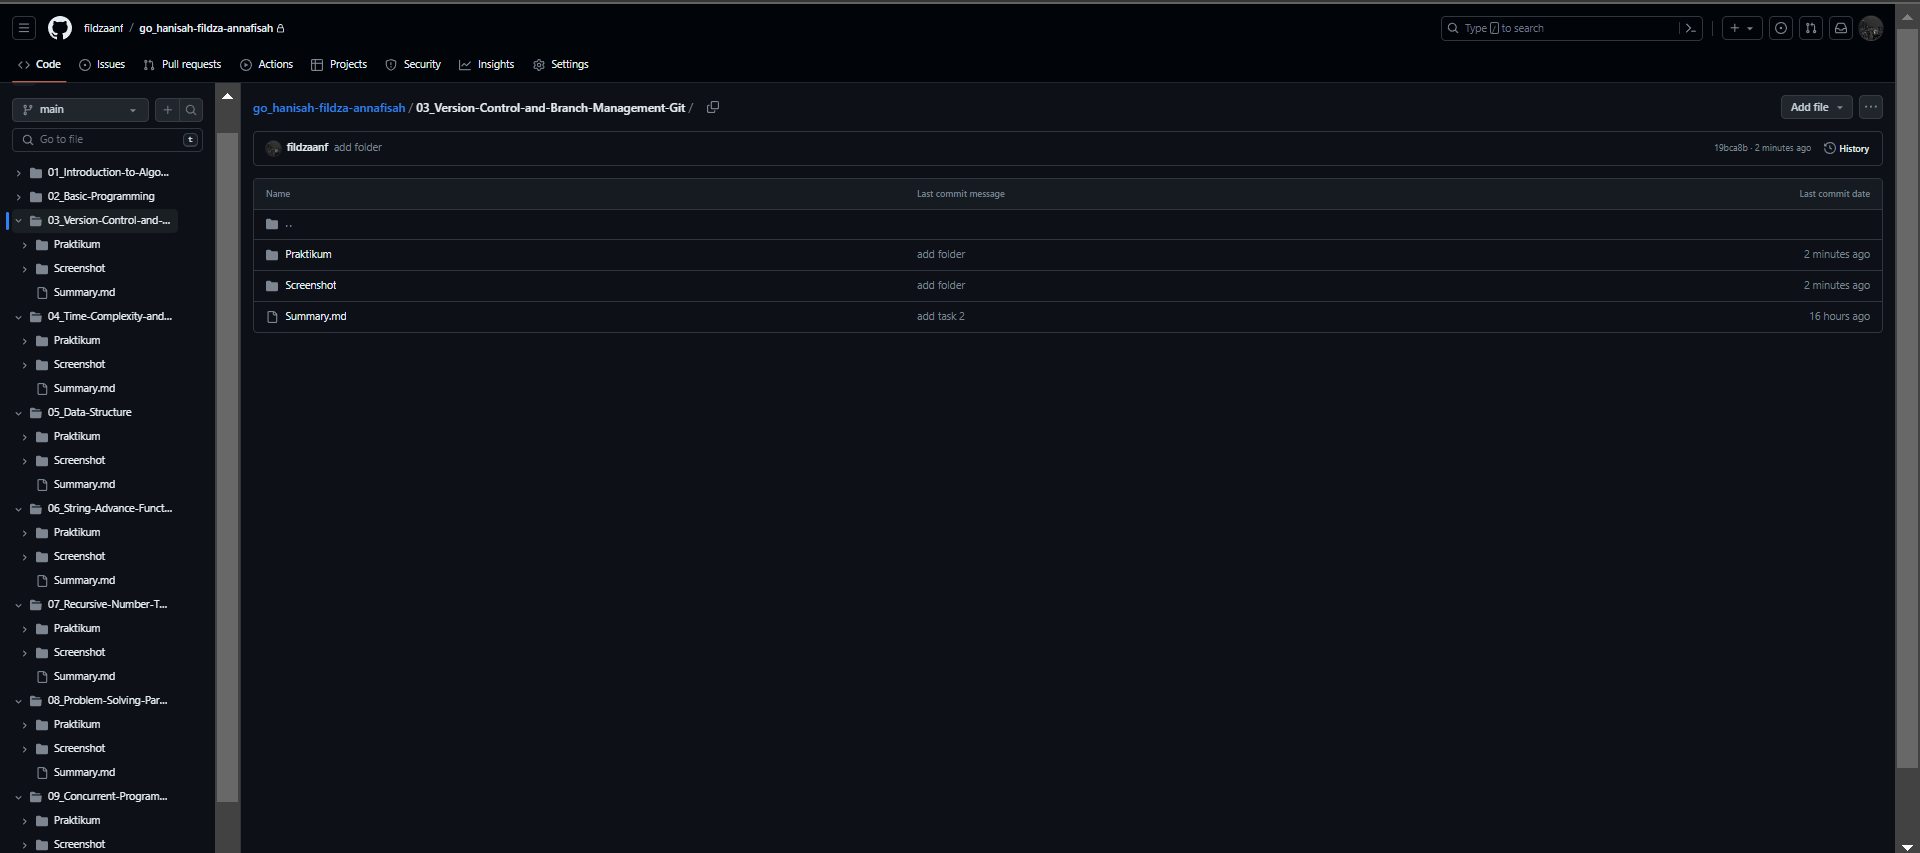 fildzaanf / go_hanisah-fildza-annafisah
Type / to search
Code Issues Pull requests Actions Projects Security Insights Settings
main
Go to file t
01_Introduction-to-Algo...
02_Basic-Programming
03_Version-Control-and-...
Praktikum
Screenshot
Summary.md
04_Time-Complexity-and...
Praktikum
Screenshot
Summary.md
05_Data-Structure
Praktikum
Screenshot
Summary.md
06_String-Advance-Funct...
Praktikum
Screenshot
Summary.md
07_Recursive-Number-T...
Praktikum
Screenshot
Summary.md
08_Problem-Solving-Par...
Praktikum
Screenshot
Summary.md
09_Concurrent-Program...
Praktikum
Screenshot
go_hanisah-fildza-annafisah / 03_Version-Control-and-Branch-Management-Git /
Add file ...
fildzaanf add folder 19bca8b · 2 minutes ago History
Name Last commit message Last commit date
..
Praktikum add folder 2 minutes ago
Screenshot add folder 2 minutes ago
Summary.md add task 2 16 hours ago